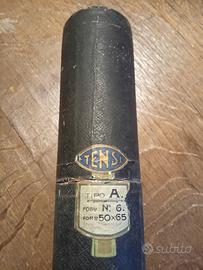 TENSI
TIPO A.
N. 6.
50x65
subito